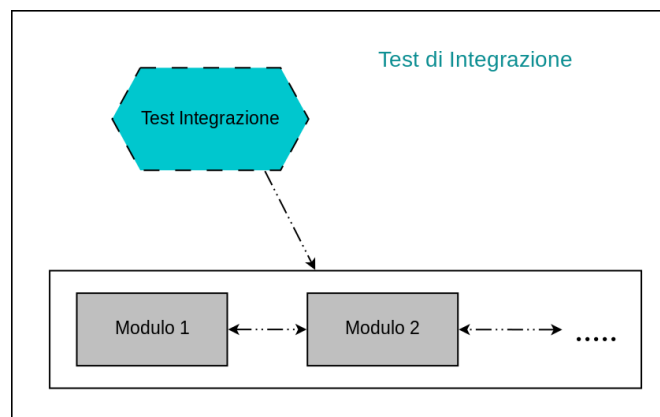 Test di Integrazione
Test Integrazione
Modulo 1
Modulo 2
.....